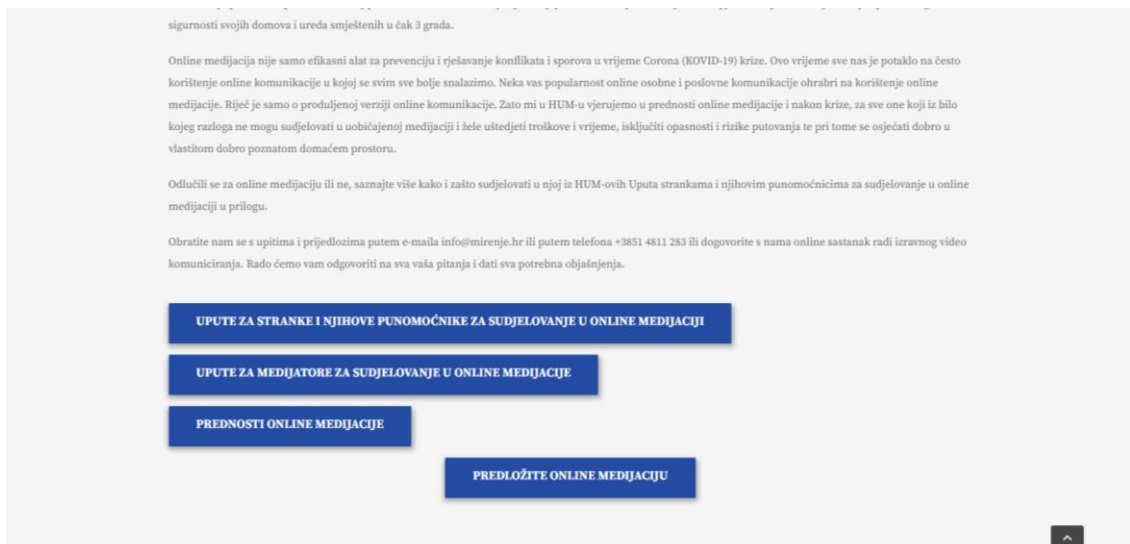 sigurnosti svojih domova i ureda smještenih u čak 3 grada.
Online medijacija nije samo efikasni alat za prevenciju i rješavanje konflikata i sporova u vrijeme Corona (KOVID-19) krize. Ovo vrijeme sve nas je potaklo na često
korištenje online komunikacije u kojoj se svim sve bolje snalazimo. Neka vas popularnost online osobne i poslovne komunikacije ohrabri na korištenje online
medijacije. Riječ je samo o produljenoj verziji online komunikacije. Zato mi u HUM-u vjerujemo u prednosti online medijacije i nakon krize, za sve one koji iz bilo
kojeg razloga ne mogu sudjelovati u uobičajenoj medijaciji i žele uštedjeti troškove i vrijeme, isključiti opasnosti i rizike putovanja te pri tome se osjećati dobro u
vlastitom dobro poznatom domaćem prostoru.
Odlučili se za online medijaciju ili ne, saznajte više kako i zašto sudjelovati u njoj iz HUM-ovih Uputa strankama i njihovim punomoćnicima za sudjelovanje u online
medijaciji u prilogu.
Obratite nam se s upitima i prijedlozima putem e-maila info@mirenje.hr ili putem telefona +3851 4811 283 ili dogovorite s nama online sastanak radi izravnog video
komuniciranja. Rado ćemo vam odgovoriti na sva vaša pitanja i dati sva potrebna objašnjenja.
UPUTE ZA STRANKE I NJIHOVE PUNOMOĆNIKE ZA SUDJELOVANJE U ONLINE MEDIJACIJI
UPUTE ZA MEDIJATORE ZA SUDJELOVANJE U ONLINE MEDIJACIJE
PREDNOSTI ONLINE MEDIJACIJE
PREDLOŽITE ONLINE MEDIJACIJU